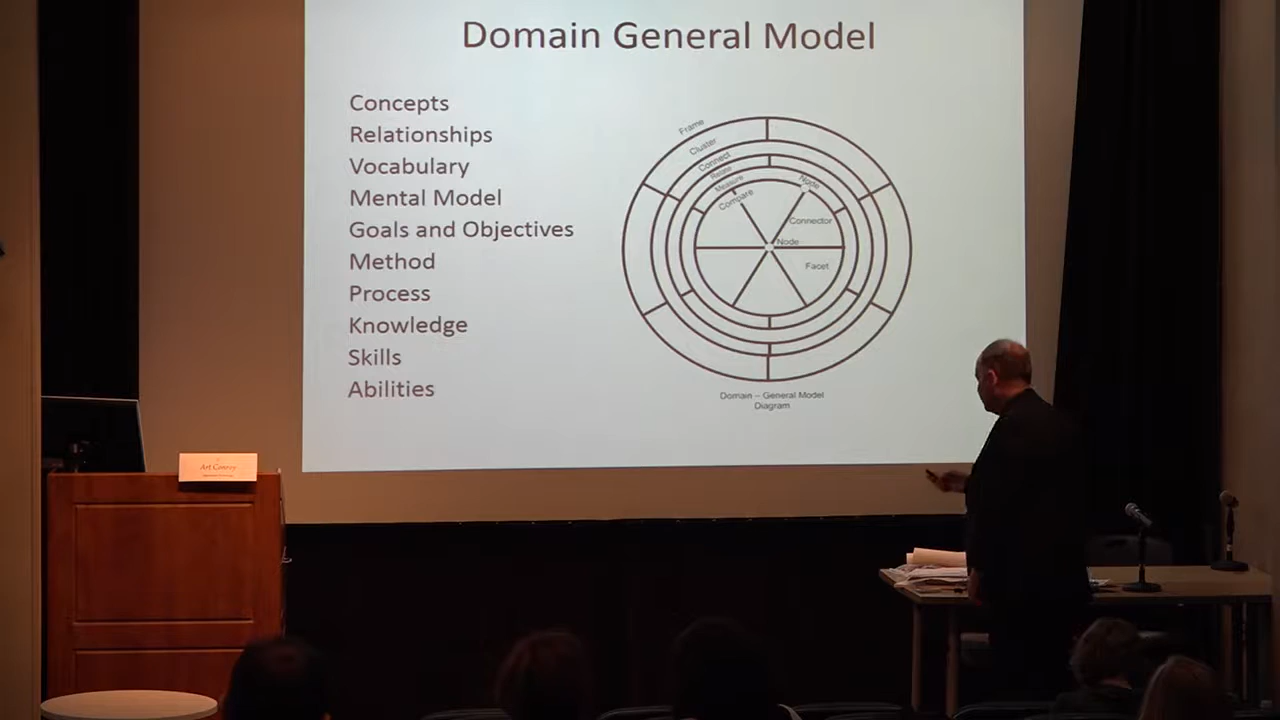 Domain General Model
Concepts
Relationships
Vocabulary
Mental Model
Goals and Objectives
Method
Process
Knowledge
Skills
Abilities
Frame
Cluster
Connect
Relate
Measure
Compare
Node
Connector
Node
Facet
Domain – General Model
Diagram
Art Conroy